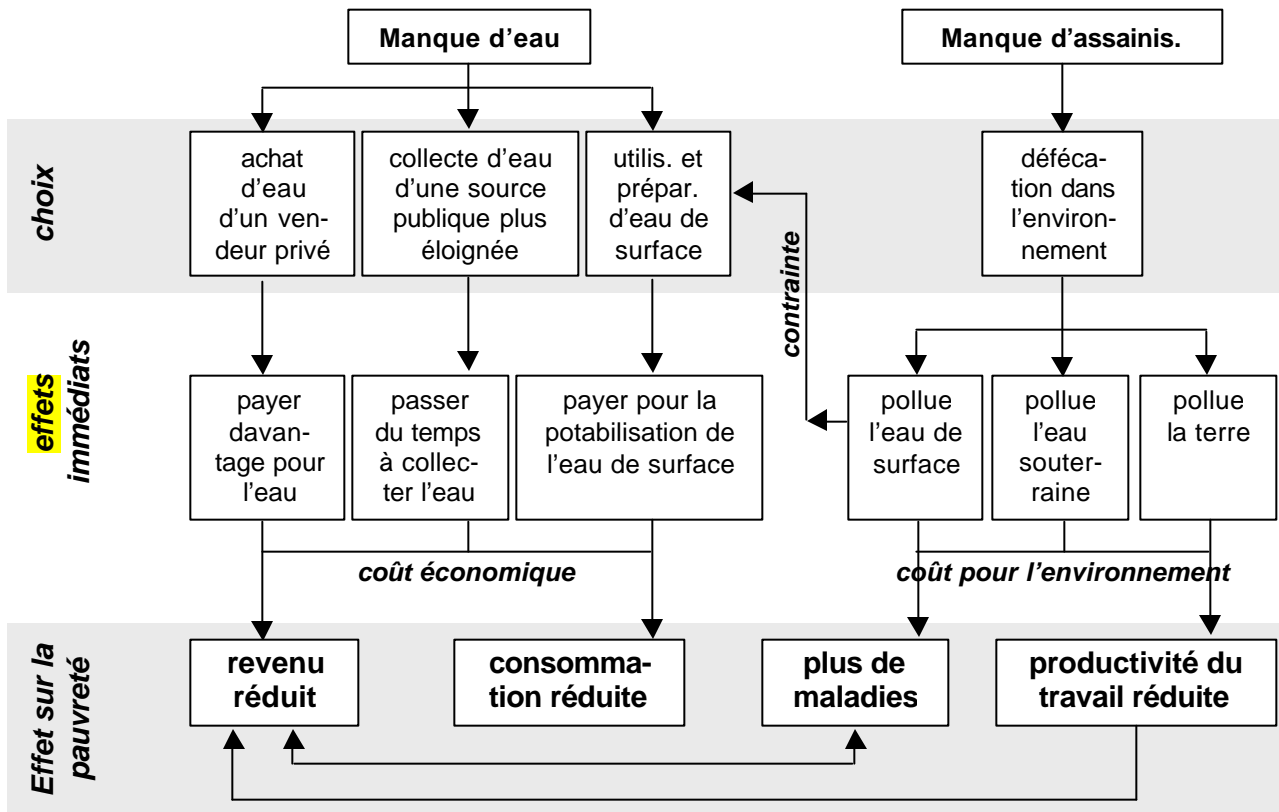 Manque d'eau
Manque d'assainis.
choix
achat
d'eau
d'un ven-
deur privé
collecte d'eau
d'une source
publique plus
éloignée
utilis. et
prépar.
d'eau de
surface
contrainte
déféca-
tion dans
l'environ-
nement
effets
immédiats
payer
davan-
tage pour
l'eau
passer
du temps
à collec-
ter l'eau
payer pour la
potabilisation de
l'eau de surface
pollue
l'eau de
surface
pollue
l'eau
souter-
raine
pollue
la terre
coût économique
coût pour l'environnement
Effet sur la
pauvreté
revenu
réduit
consomma-
tion réduite
plus de
maladies
productivité du
travail réduite